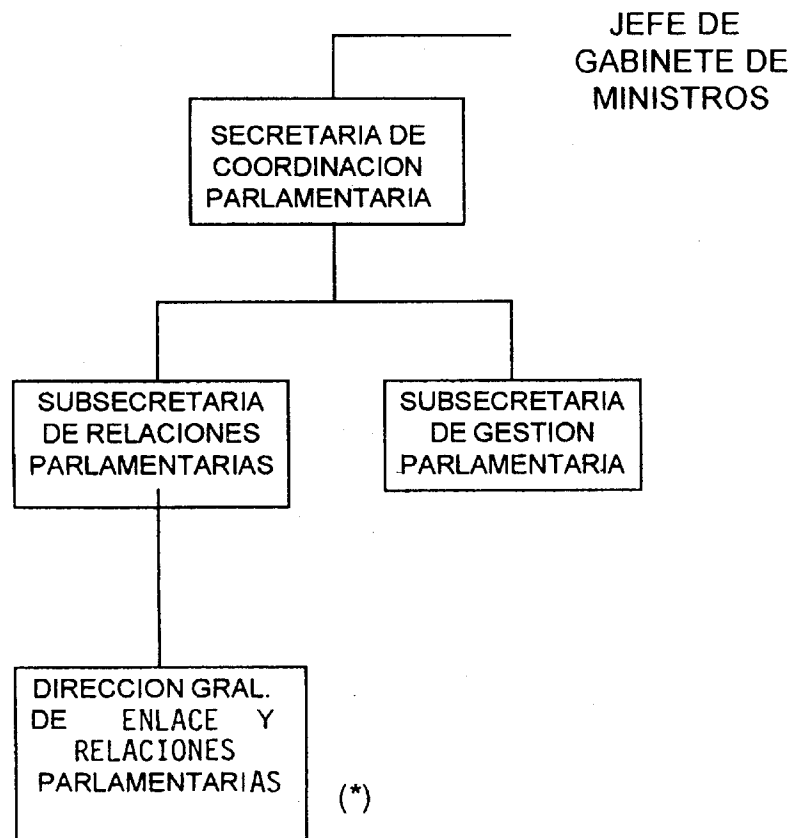 JEFE DE
GABINETE DE
MINISTROS
SECRETARIA DE
COORDINACION
PARLAMENTARIA
SUBSECRETARIA
DE RELACIONES
PARLAMENTARIAS
SUBSECRETARIA
DE GESTION
PARLAMENTARIA
DIRECCION GRAL.
DE ENLACE Y
RELACIONES
PARLAMENTARIAS
(*)